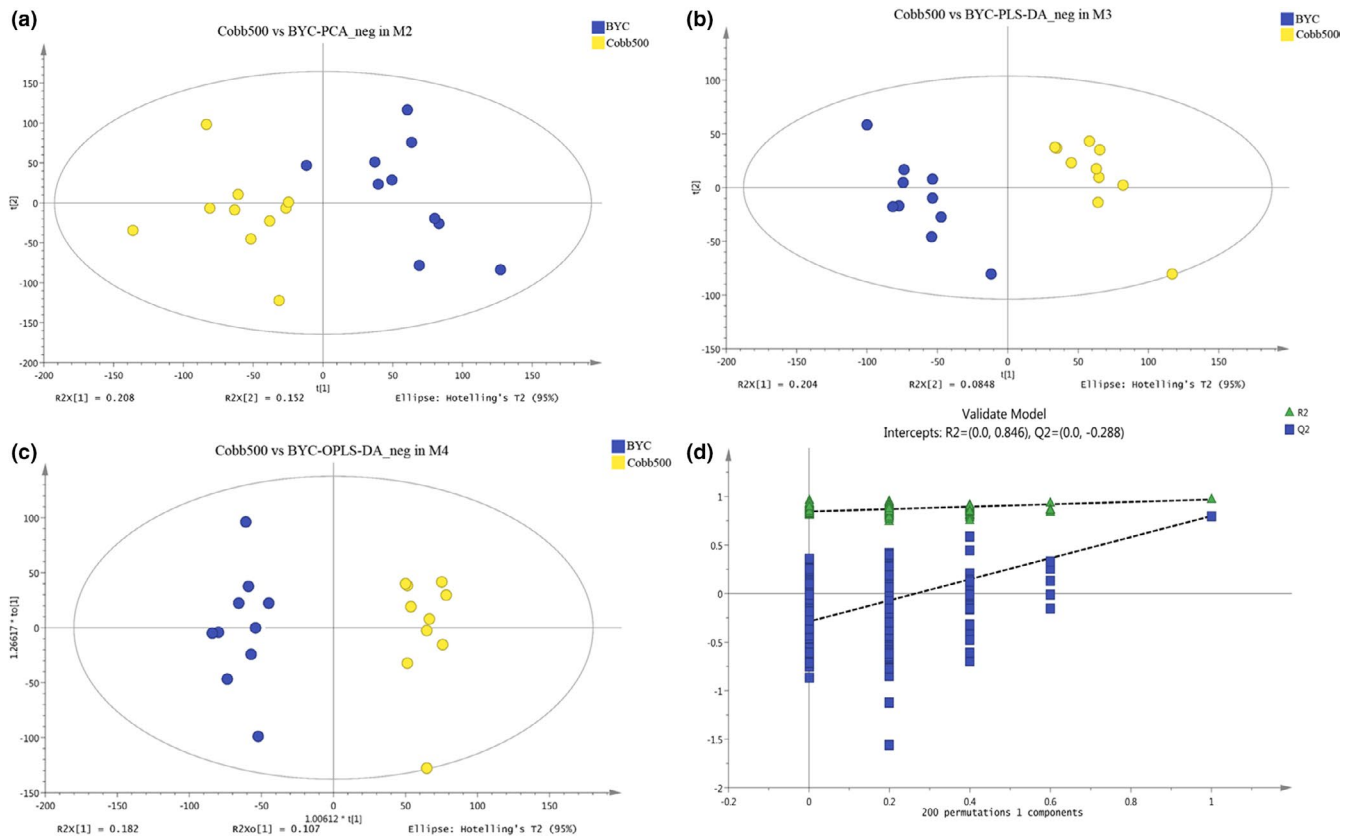 (a)
Cobb500 vs BYC-PCA_neg in M2
BYC
Cobb500
t[2]
150
100
50
0
-50
-100
-150
-200
-200 -150 -100 -50 0 50 100 150
t[1]
R2X[1] = 0.208 R2X[2] = 0.152 Ellipse: Hotelling's T2 (95%)
(b)
Cobb500 vs BYC-PLS-DA_neg in M3
BYC
Cobb500
t[2]
100
50
0
-50
-100
-150
-200 -150 -100 -50 0 50 100 150
t[1]
R2X[1] = 0.204 R2X[2] = 0.0848 Ellipse: Hotelling's T2 (95%)
(c)
Cobb500 vs BYC-OPLS-DA_neg in M4
BYC
Cobb500
1.26617 * to[1]
100
50
0
-50
-100
-150
-200 -150 -100 -50 0 50 100 150
1.00612 * t[1]
R2X[1] = 0.182 R2Xo[1] = 0.107 Ellipse: Hotelling's T2 (95%)
(d)
Validate Model
Intercepts: R2=(0.0, 0.846), Q2=(0.0, -0.288)
R2
Q2
1
0.5
0
-0.5
-1
-1.5
-2
-0.2 0 0.2 0.4 0.6 0.8 1
200 permutations 1 components